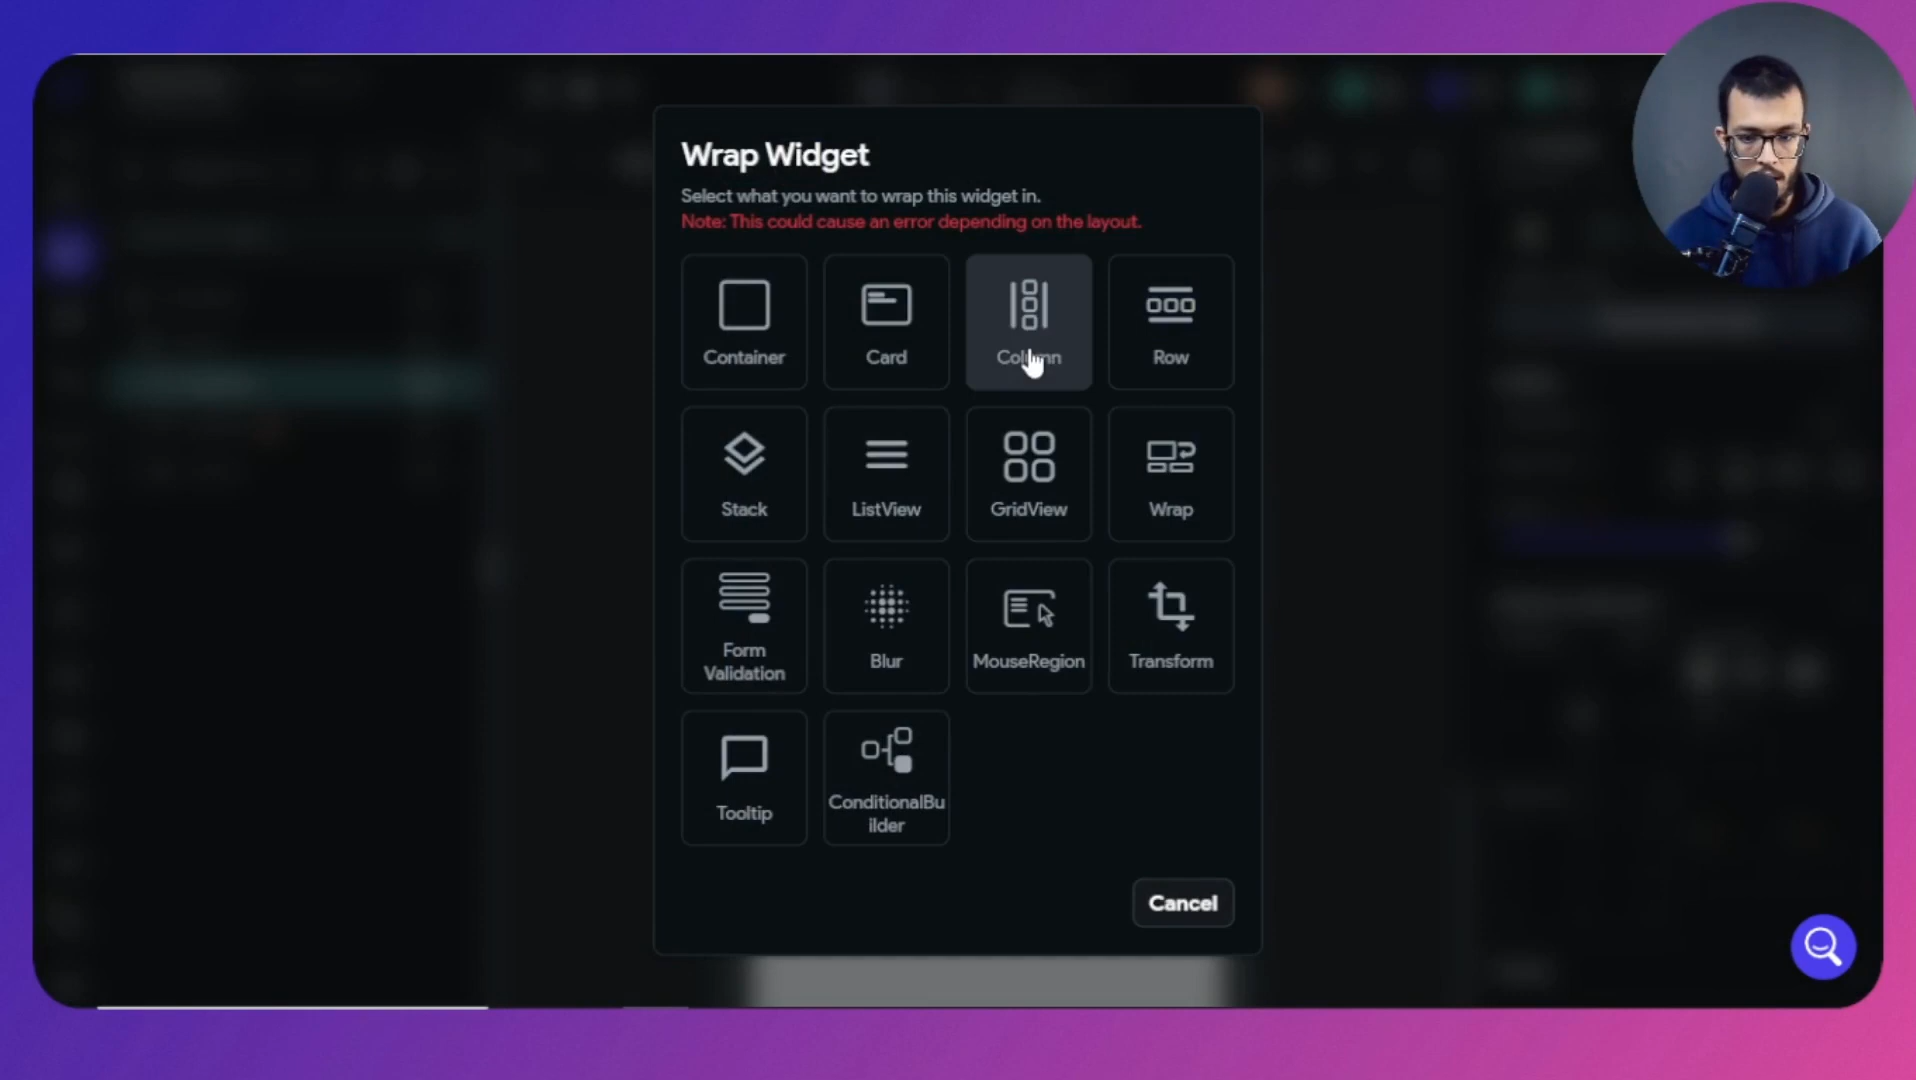 Wrap Widget
Select what you want to wrap this widget in.
Note: This could cause an error depending on the layout.
Container
Card
Column
Row
Stack
ListView
GridView
Wrap
Form
Validation
Blur
MouseRegion
Transform
Tooltip
ConditionalBu
ilder
Cancel